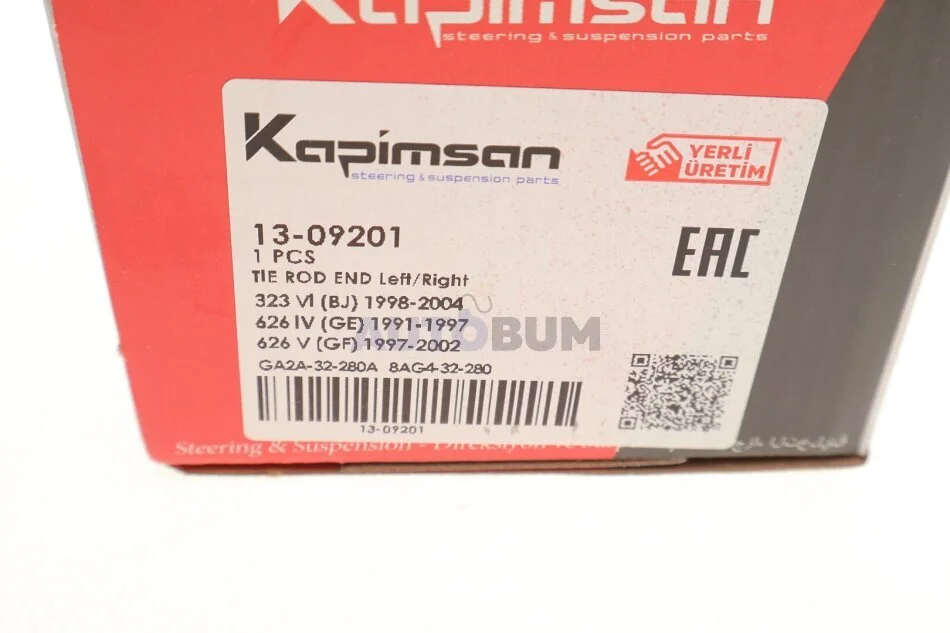 Kapimsan
steering & suspension parts
Kapimsan
steering & suspension parts
YERLİ
ÜRETİM
13-09201
1 PCS
TIE ROD END Left/Right
EAC
323 VI (BJ) 1998-2004
626 IV (GE) 1991-1997
626 V (GF) 1997-2002
AUTOBUM
GA2A-32-280A 8AG4-32-280
13-09201
Steering & Suspension - Direksiyon